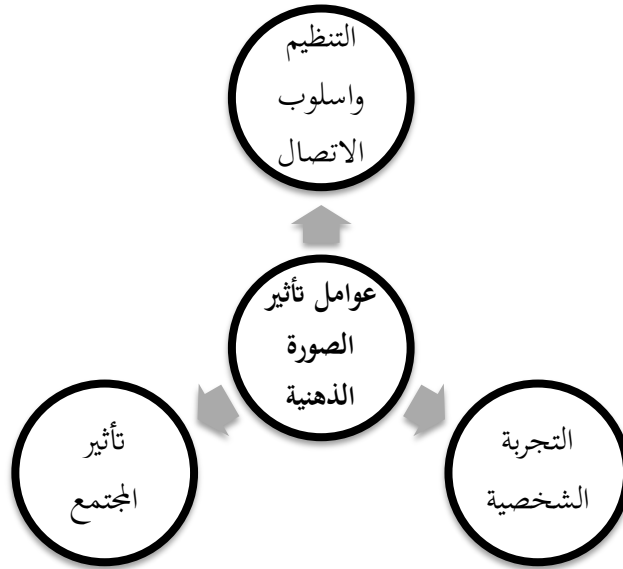 التنظيم
واسلوب
الاتصال
عوامل تأثير
الصورة
الذهنية
التجربة
الشخصية
تأثير
المجتمع